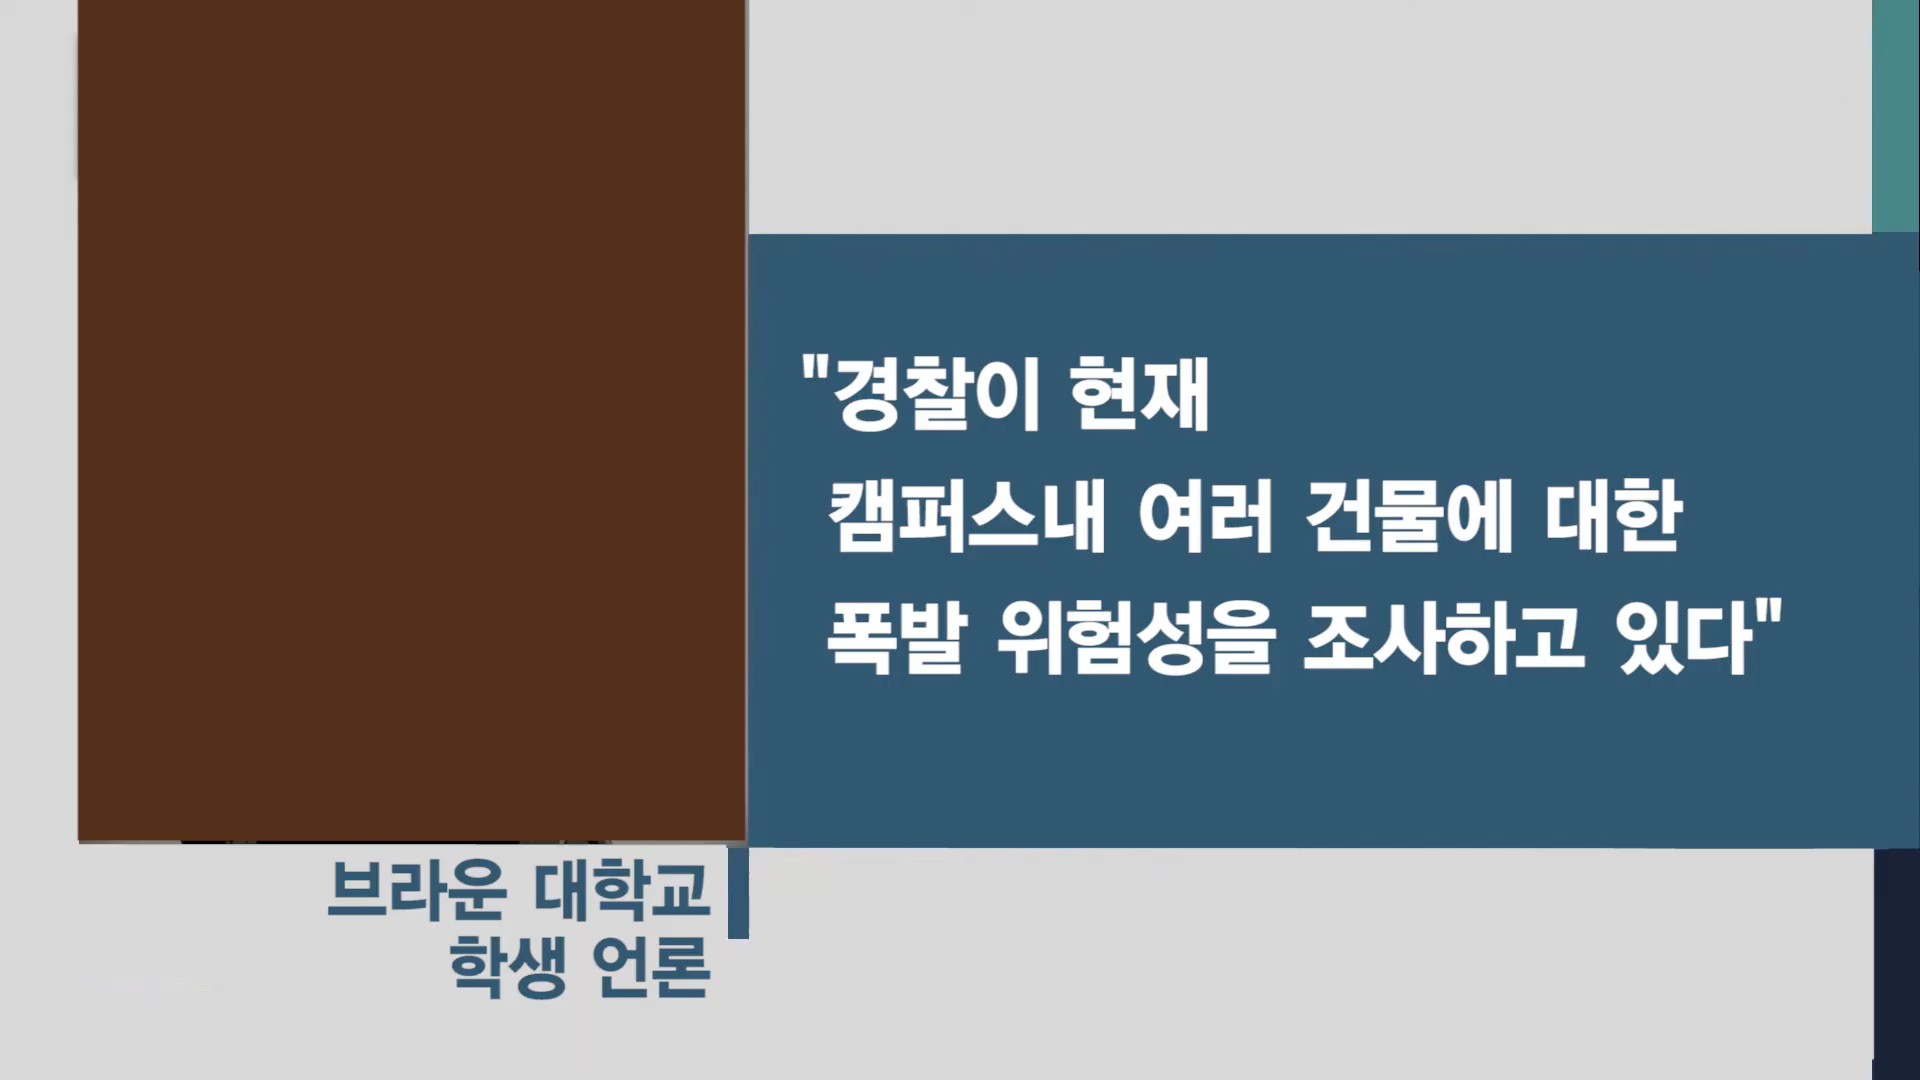 "경찰이 현재
캠퍼스내 여러 건물에 대한
폭발 위험성을 조사하고 있다"
브라운 대학교
학생 언론